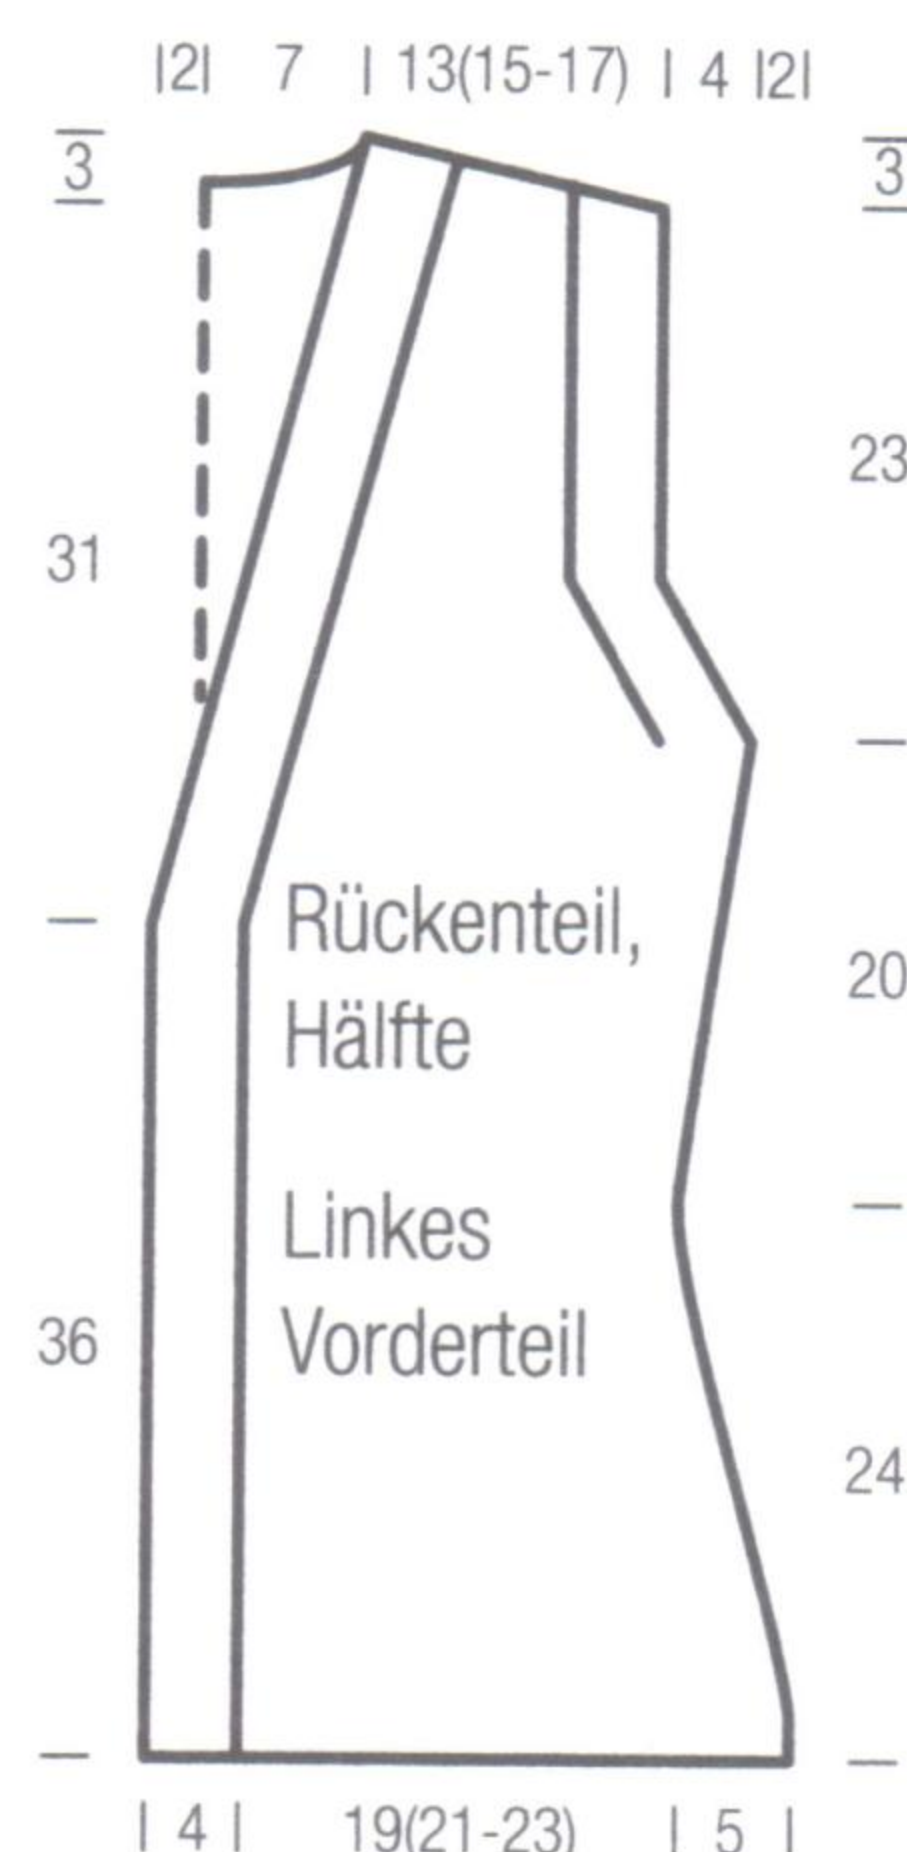 |2| 7 | 13(15-17) | 4 |2|
3
3
23
31
Rückenteil,
Hälfte
20
Linkes
Vorderteil
36
24
| 4 | 19(21-23) | 5 |